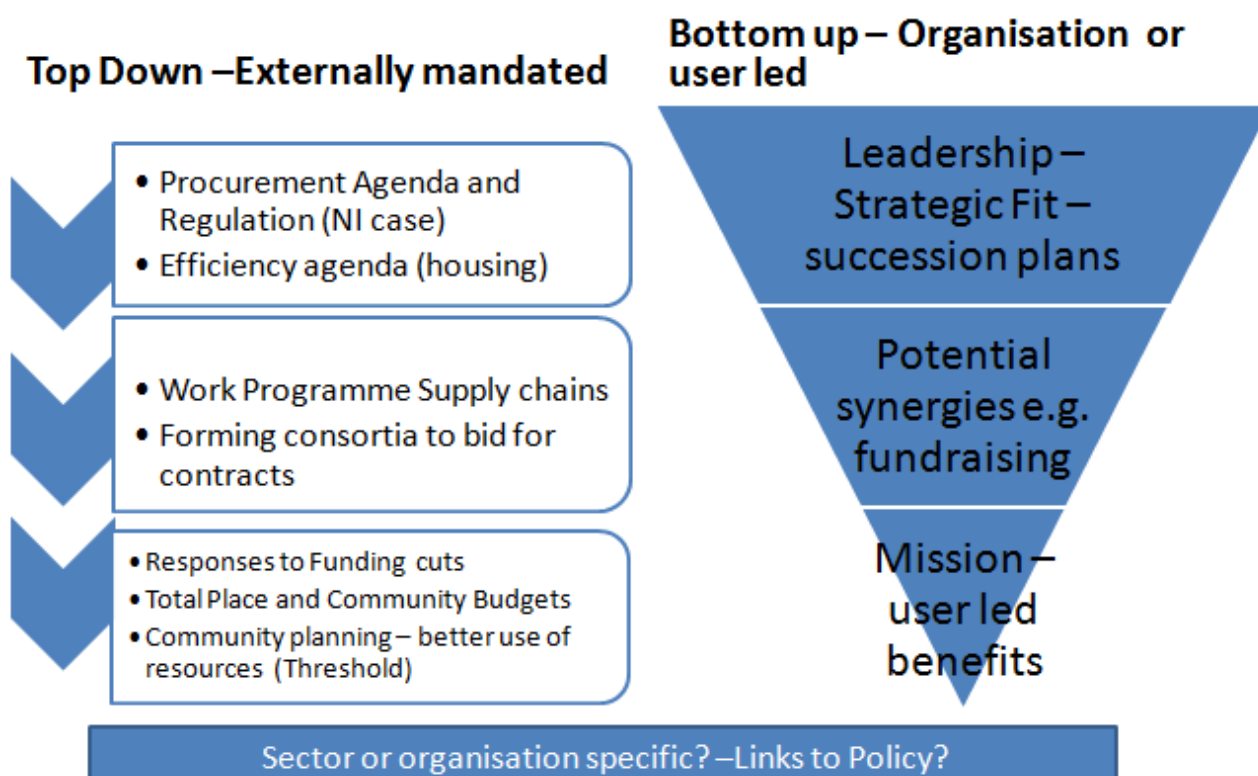 Top Down –Externally mandated
• Procurement Agenda and
Regulation (NI case)
• Efficiency agenda (housing)
• Work Programme Supply chains
• Forming consortia to bid for
contracts
• Responses to Funding cuts
• Total Place and Community Budgets
• Community planning – better use of
resources (Threshold)
Bottom up – Organisation or
user led
Leadership –
Strategic Fit –
succession plans
Potential
synergies e.g.
fundraising
Mission –
user led
benefits
Sector or organisation specific? –Links to Policy?